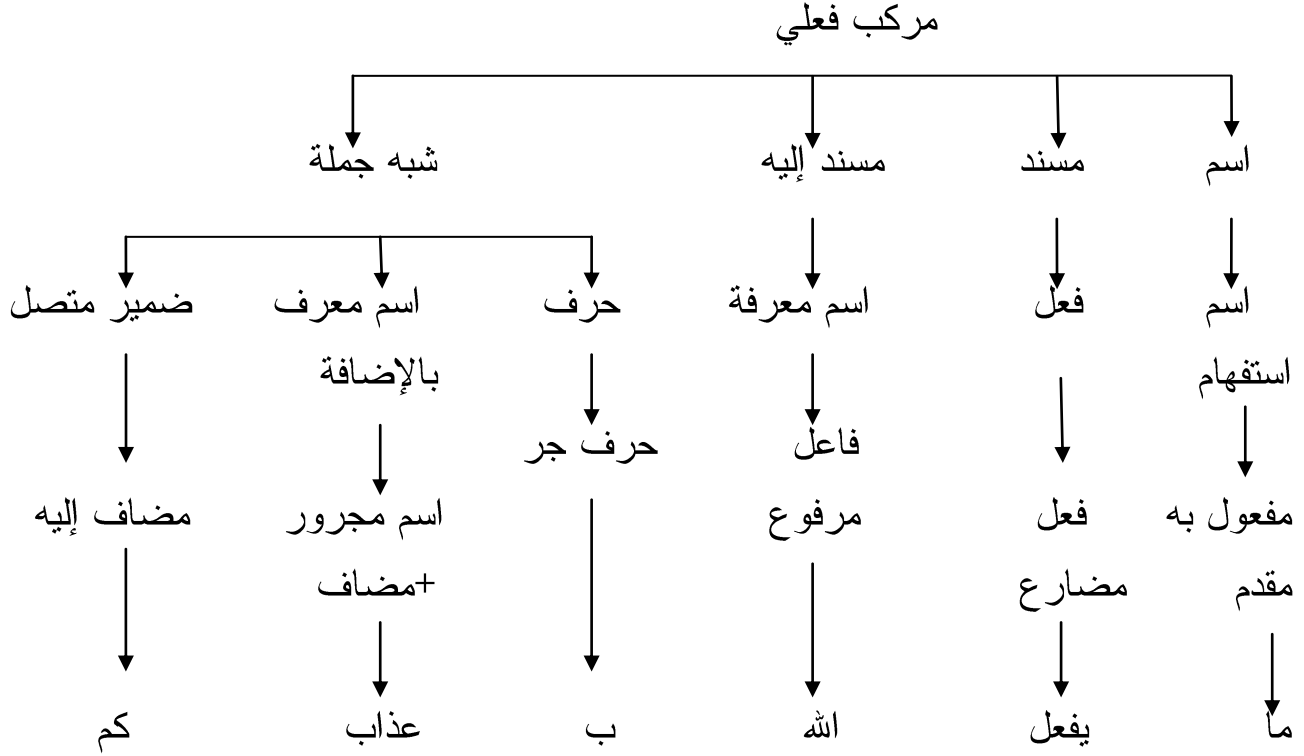 مركب فعلي
اسم مسند مسند إليه شبه جملة
اسم فعل اسم معرفة حرف اسم معرف ضمير متصل
استفهام بالإضافة
فاعل حرف جر
مفعول به فعل مرفوع اسم مجرور مضاف إليه
مقدم مضارع +مضاف
ما يفعل الله ب عذاب كم